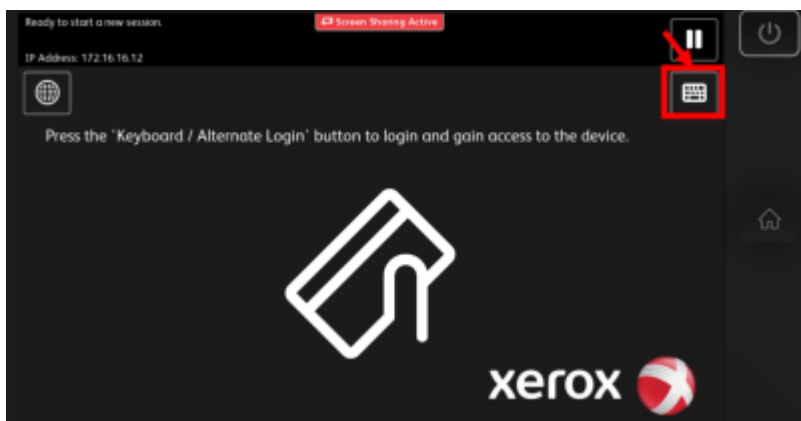 Ready to start a new session.
Screen Sharing Active
IP Address: 172.16.16.12
Press the 'Keyboard / Alternate Login' button to login and gain access to the device.
xerox